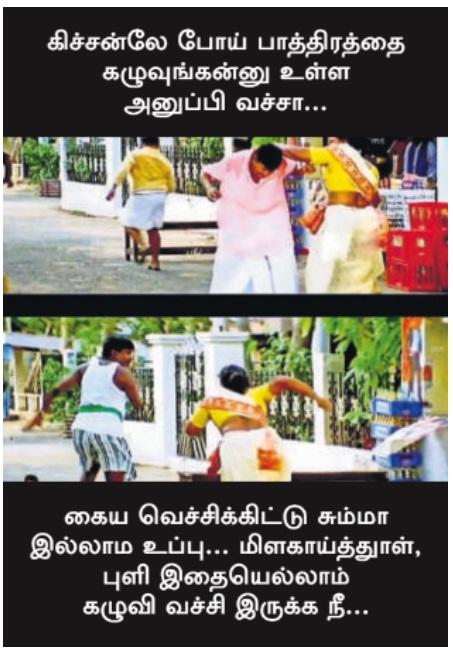 கிச்சன்லே போய் பாத்திரத்தை
கழுவுங்கன்னு உள்ள
அனுப்பி வச்சா...
கைய வெச்சிக்கிட்டு சும்மா
இல்லாம உப்பு... மிளகாய்த்தூள்,
புளி இதையெல்லாம்
கழுவி வச்சி இருக்க நீ...